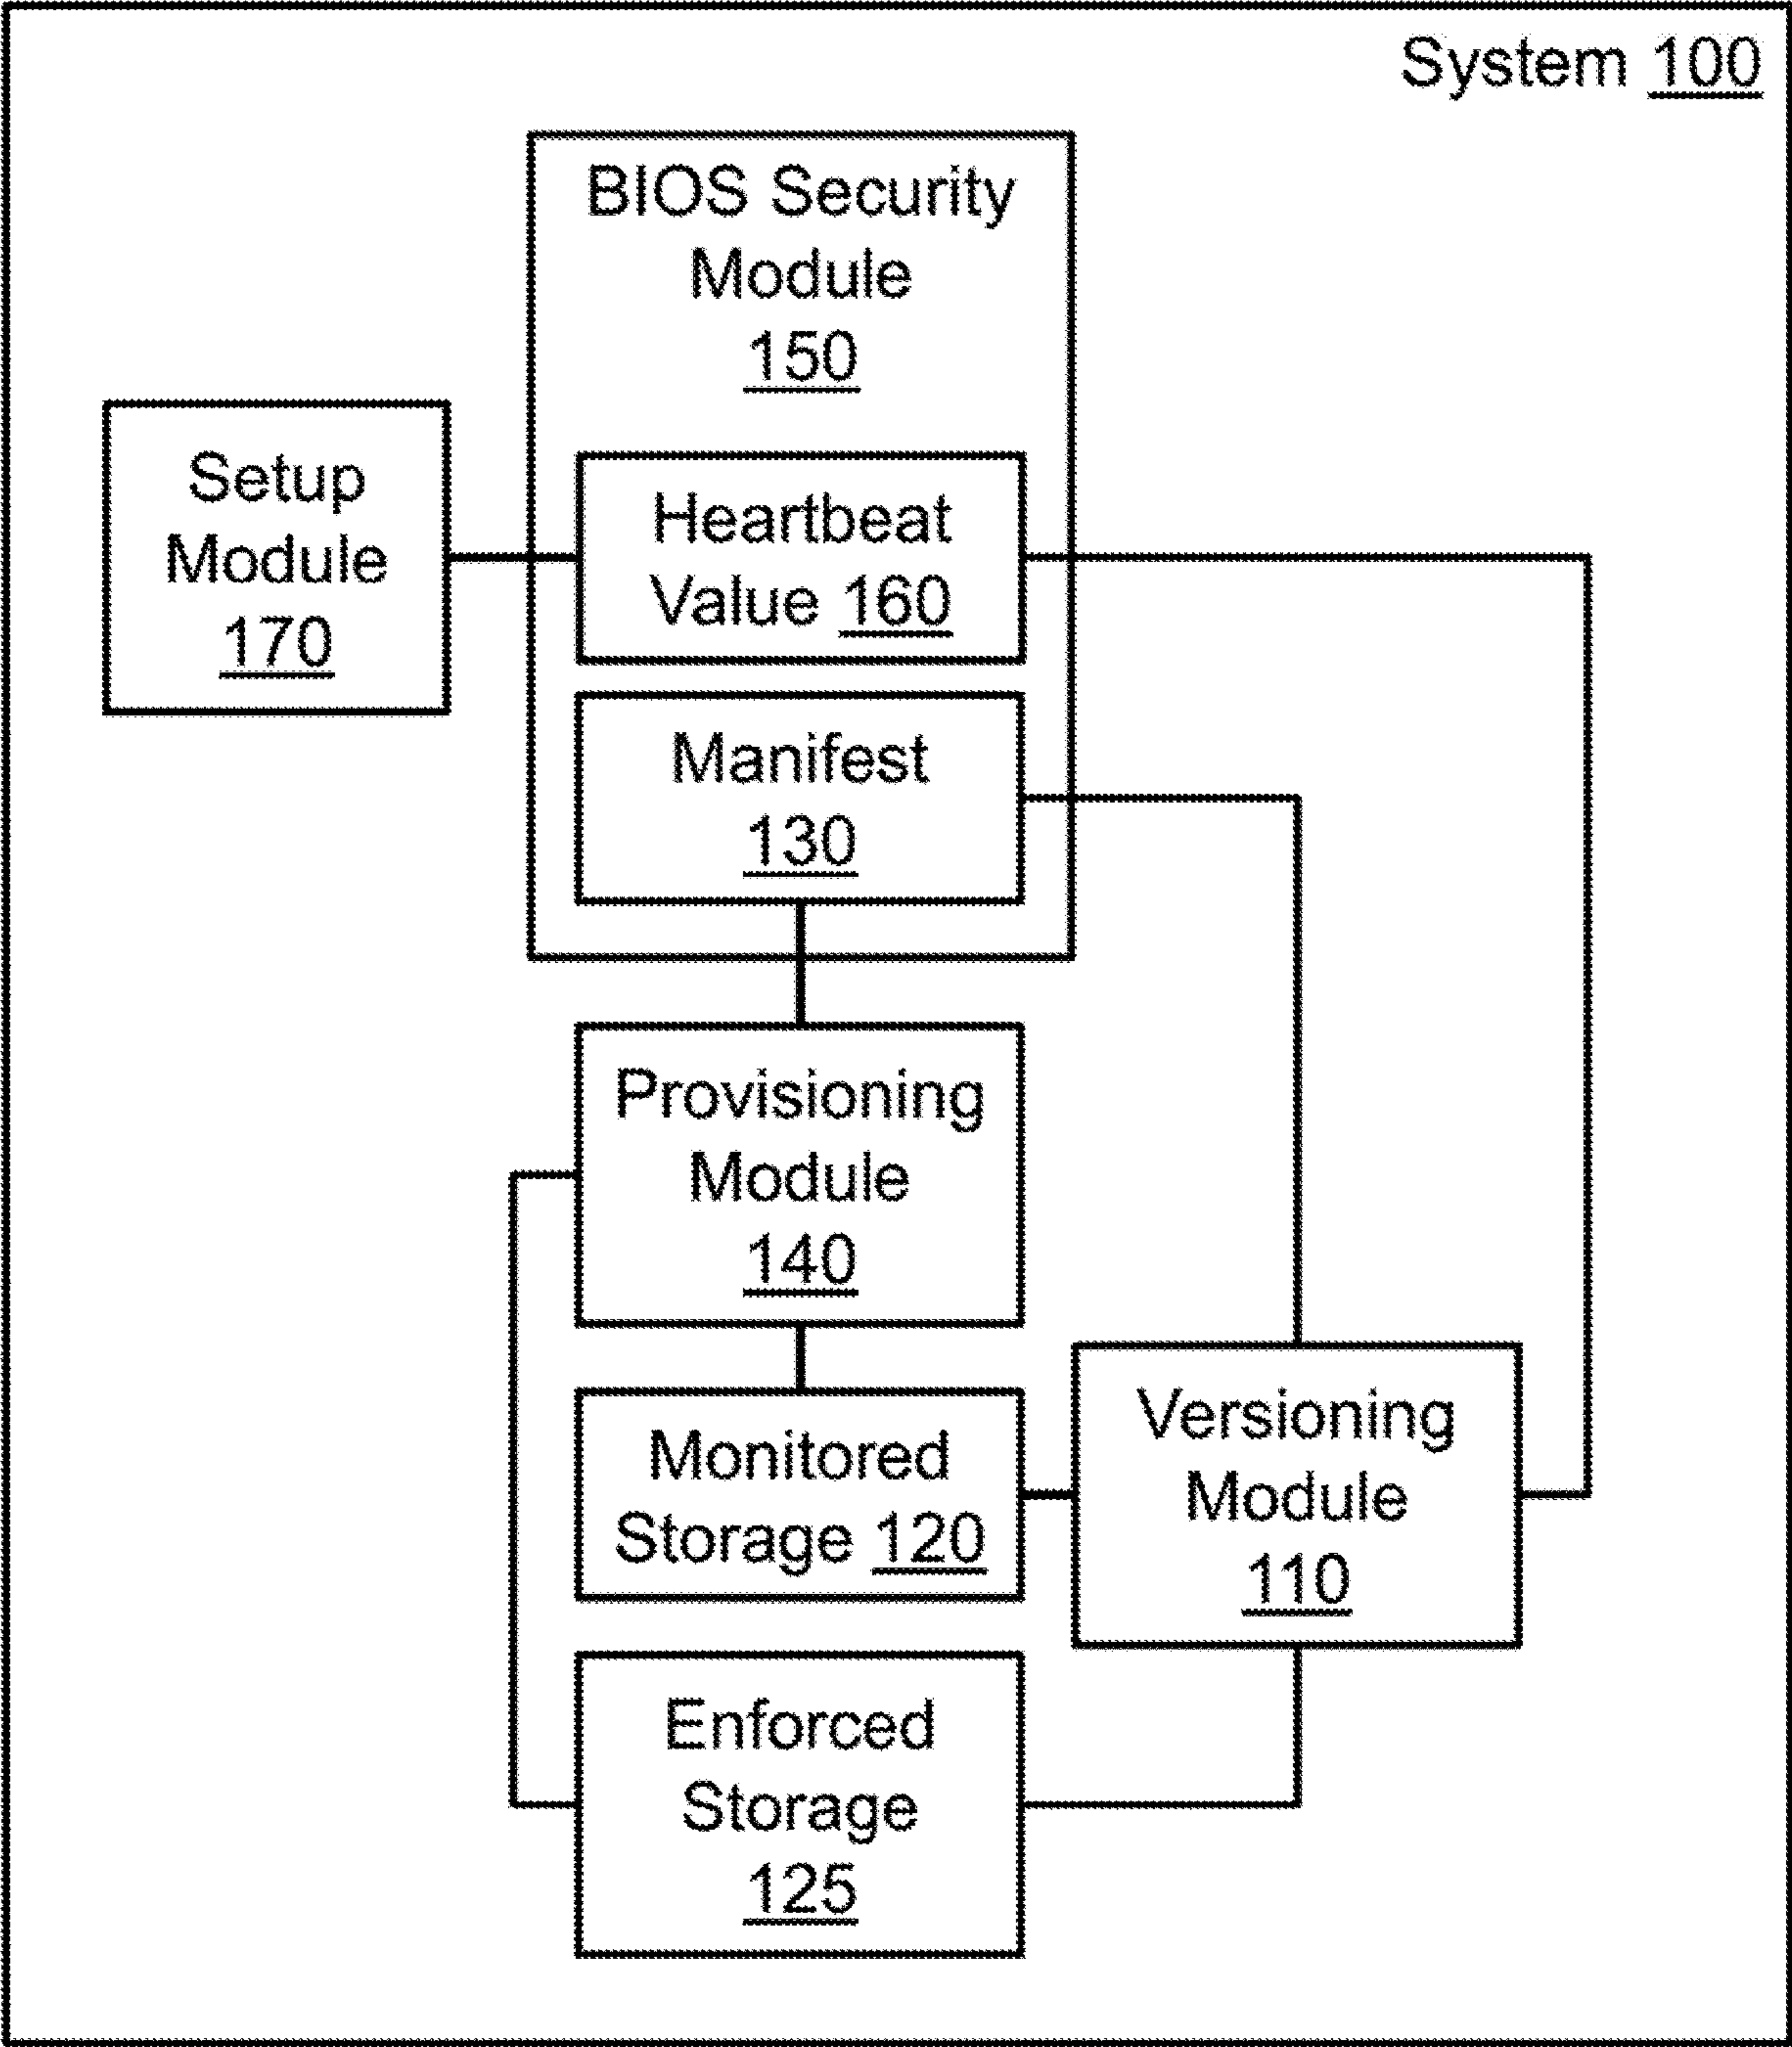 System 100
BIOS Security
Module
150
Setup
Module
170
Heartbeat
Value 160
Manifest
130
Provisioning
Module
140
Monitored
Storage 120
Versioning
Module
110
Enforced
Storage
125